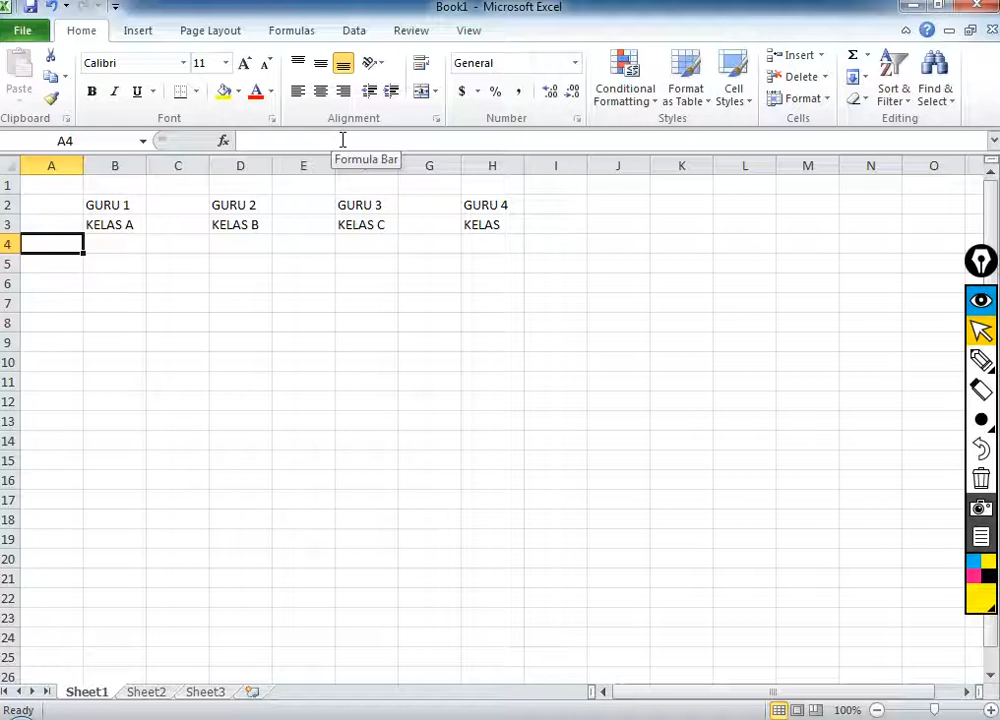 Book1 - Microsoft Excel
File Home Insert Page Layout Formulas Data Review View
Paste
Calibri 11 A A
B I U A
General
$ % ,
Conditional Formatting
Format as Table
Cell Styles
Insert
Delete
Format
Σ
Sort & Filter
Find & Select
Clipboard Font Alignment Number Styles Cells Editing
A4 fx
Formula Bar
A B C D E F G H I J K L M N O
1
2 GURU 1 GURU 2 GURU 3 GURU 4
3 KELAS A KELAS B KELAS C KELAS
4
5
6
7
8
9
10
11
12
13
14
15
16
17
18
19
20
21
22
23
24
25
26
Sheet1 Sheet2 Sheet3
Ready 100%